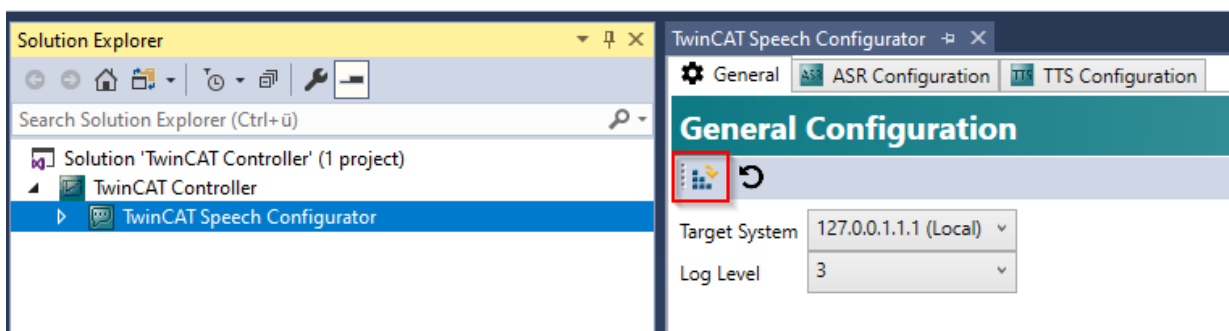 Solution Explorer
Search Solution Explorer (Ctrl+ü)
Solution 'TwinCAT Controller' (1 project)
TwinCAT Controller
TwinCAT Speech Configurator
TwinCAT Speech Configurator
General
ASR
ASR Configuration
TTS
TTS Configuration
General Configuration
Target System
127.0.0.1.1.1 (Local)
Log Level
3